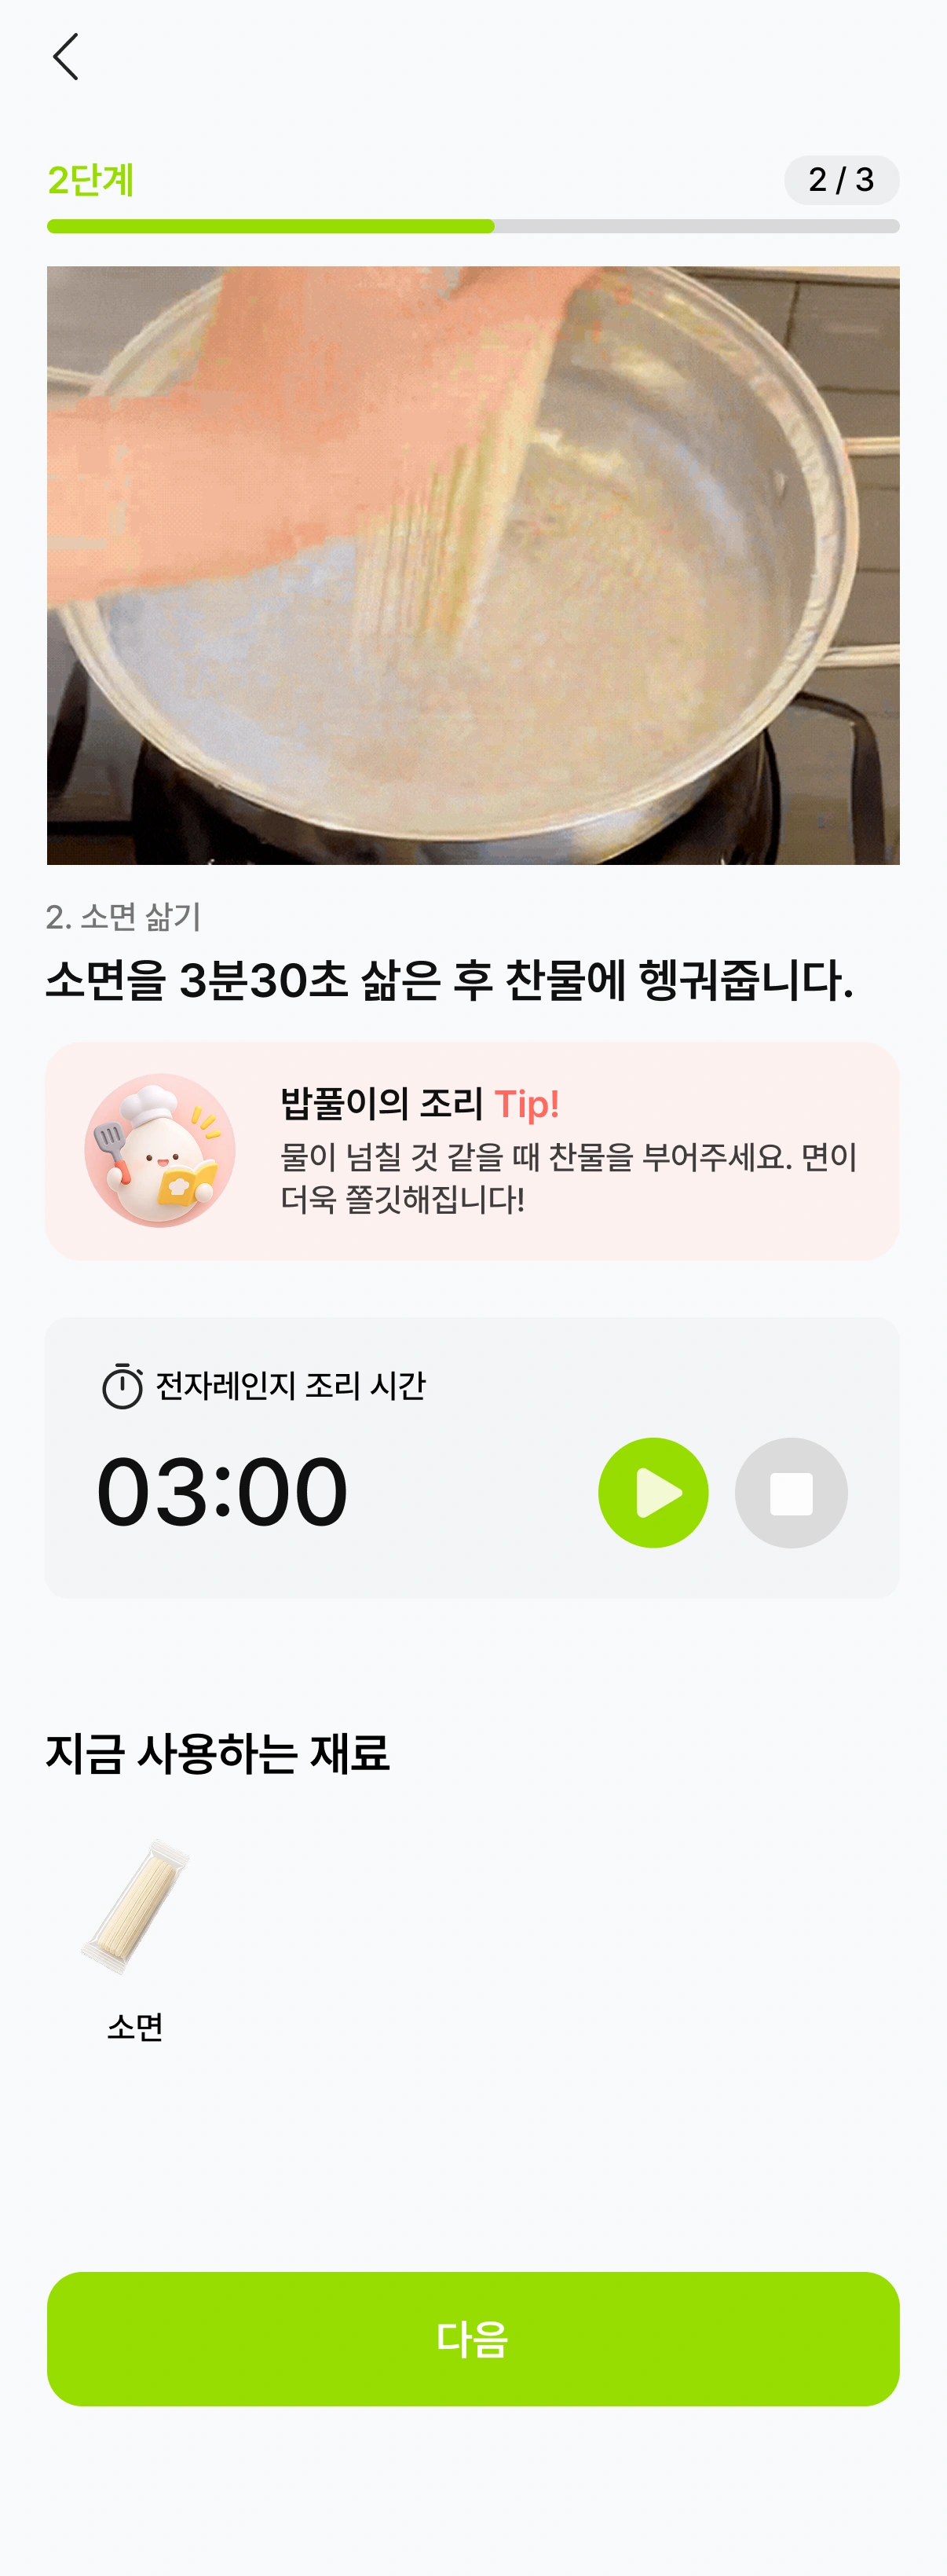 2단계
2 / 3
2. 소면 삶기
소면을 3분30초 삶은 후 찬물에 헹궈줍니다.
밥풀이의 조리 Tip!
물이 넘칠 것 같을 때 찬물을 부어주세요. 면이
더욱 쫄깃해집니다!
전자레인지 조리 시간
03:00
지금 사용하는 재료
소면
다음